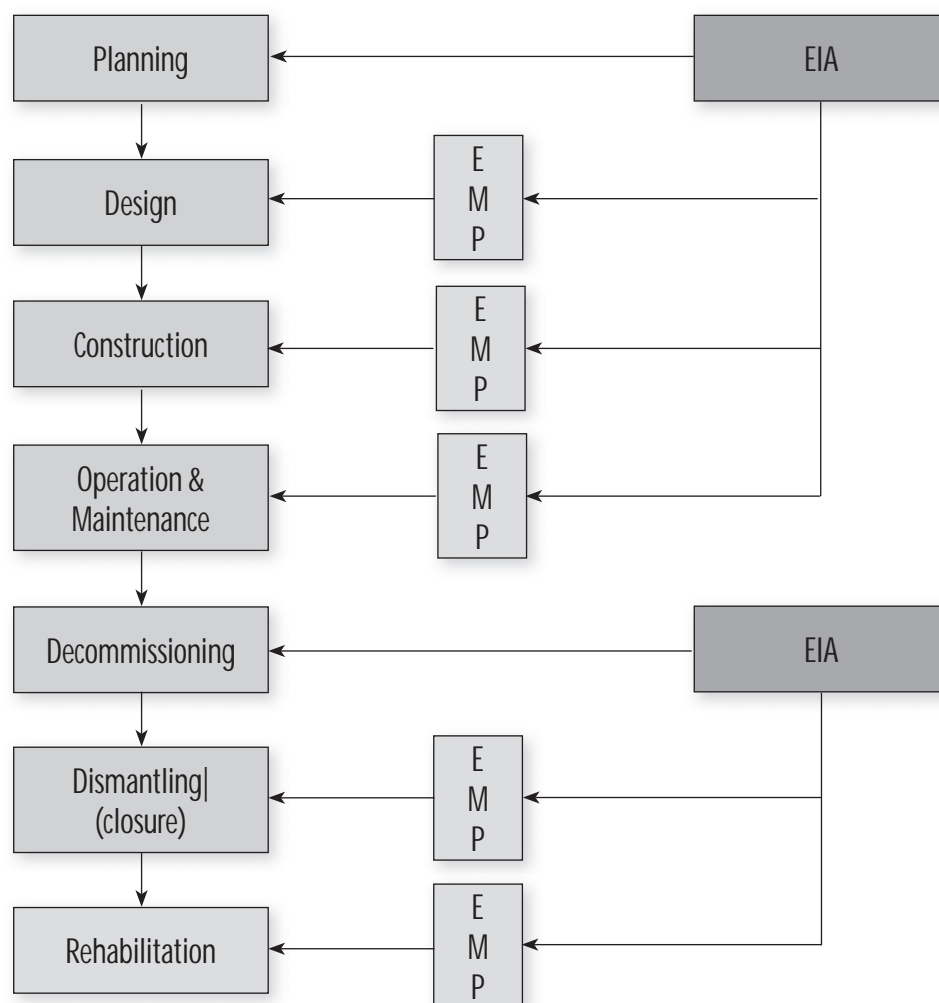 Planning
EIA
Design
E
M
P
Construction
E
M
P
Operation &
Maintenance
E
M
P
Decommissioning
EIA
Dismantling|
(closure)
E
M
P
Rehabilitation
E
M
P